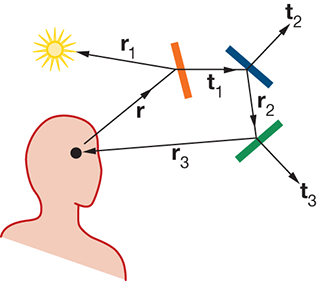 t₂
r₁
t₁
r
r₂
r₃
t₃